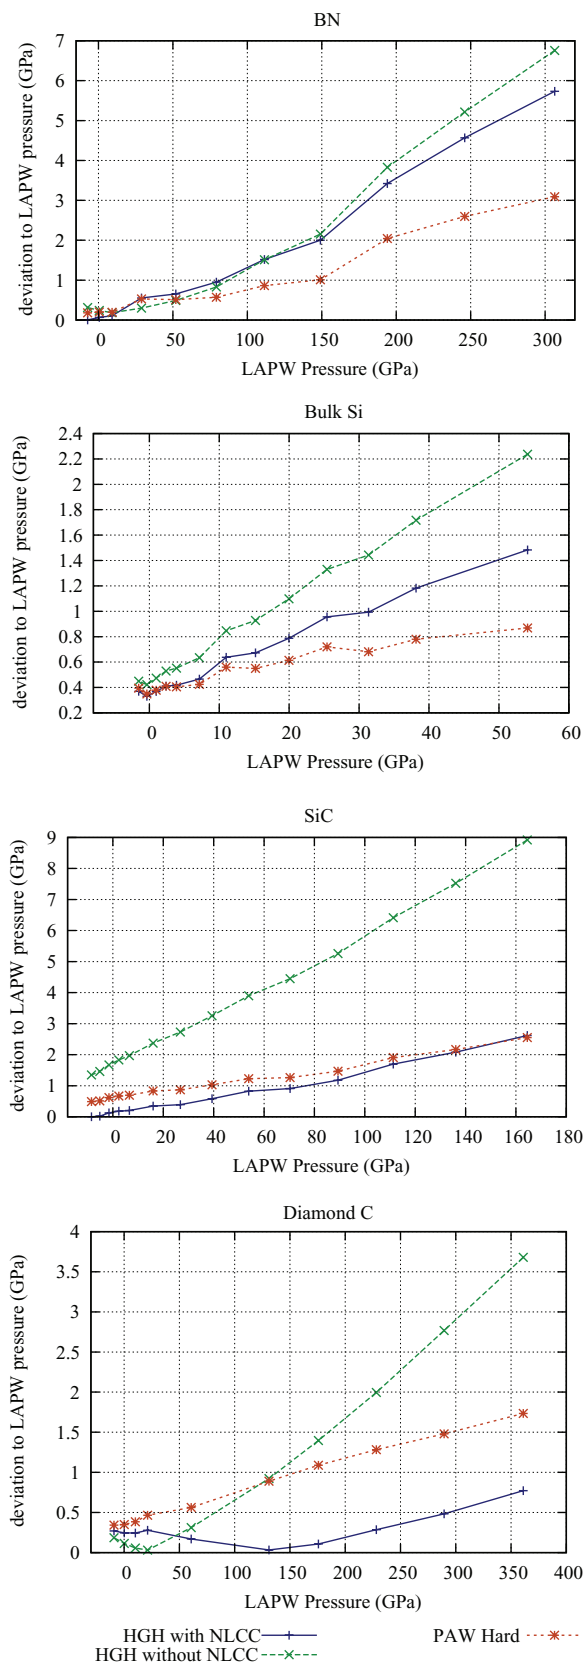 BN
deviation to LAPW pressure (GPa)
7
6
5
4
3
2
1
0
0 50 100 150 200 250 300
LAPW Pressure (GPa)
Bulk Si
deviation to LAPW pressure (GPa)
2.4
2.2
2
1.8
1.6
1.4
1.2
1
0.8
0.6
0.4
0.2
0 10 20 30 40 50 60
LAPW Pressure (GPa)
SiC
deviation to LAPW pressure (GPa)
9
8
7
6
5
4
3
2
1
0
0 20 40 60 80 100 120 140 160 180
LAPW Pressure (GPa)
Diamond C
deviation to LAPW pressure (GPa)
4
3.5
3
2.5
2
1.5
1
0.5
0
0 50 100 150 200 250 300 350 400
LAPW Pressure (GPa)
HGH with NLCC PAW Hard
HGH without NLCC